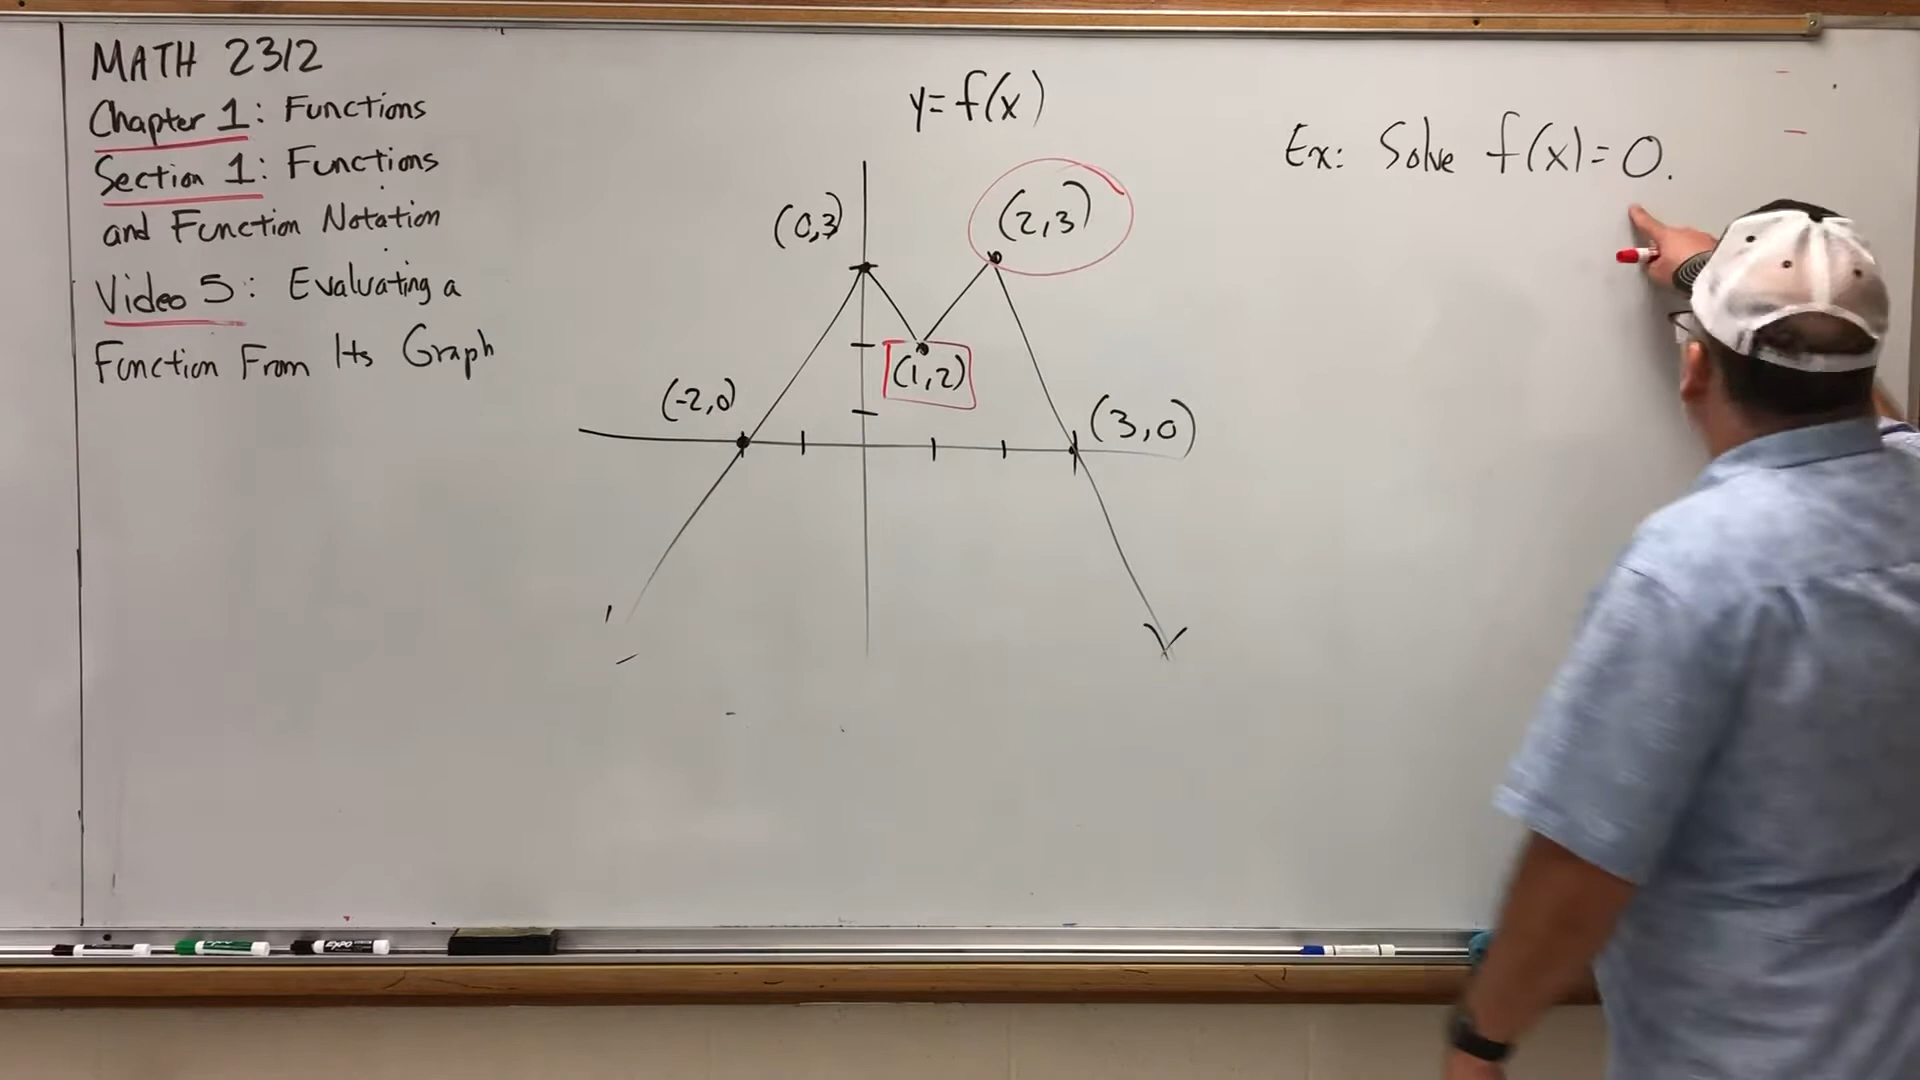 MATH 2312
Chapter 1: Functions
Section 1: Functions
and Function Notation
Video 5: Evaluating a
Function From Its Graph
y=f(x)
(0,3)
(2,3)
(1,2)
(-2,0)
(3,0)
Ex: Solve f(x)=0.
EXPO